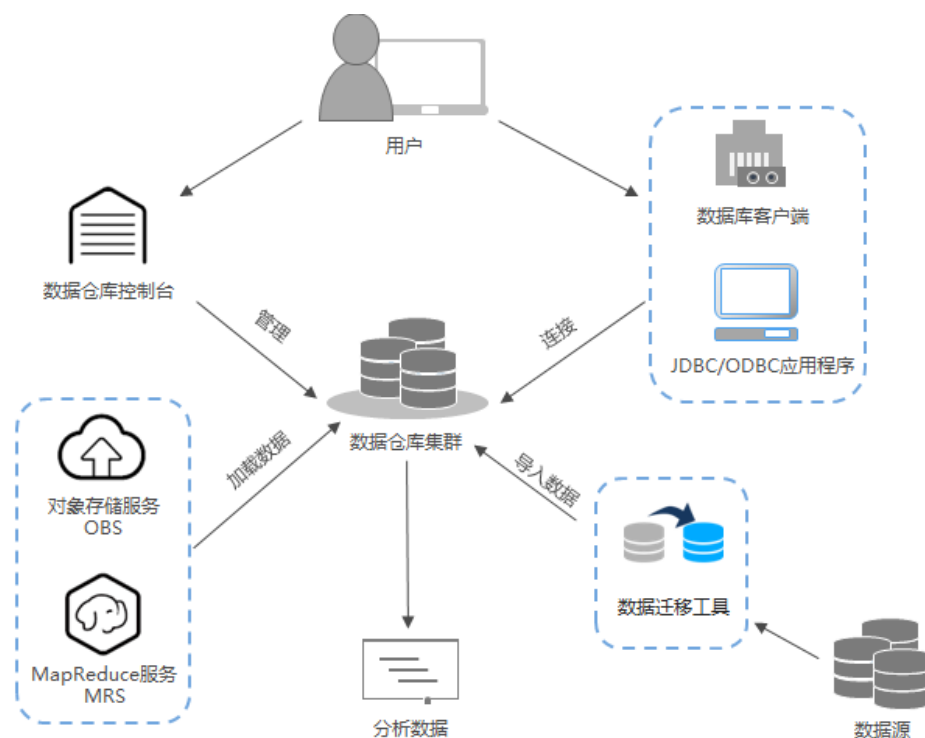 用户
数据库客户端
数据仓库控制台
管理
连接
JDBC/ODBC应用程序
数据仓库集群
加载数据
导入数据
对象存储服务
OBS
数据迁移工具
MapReduce服务
MRS
分析数据
数据源